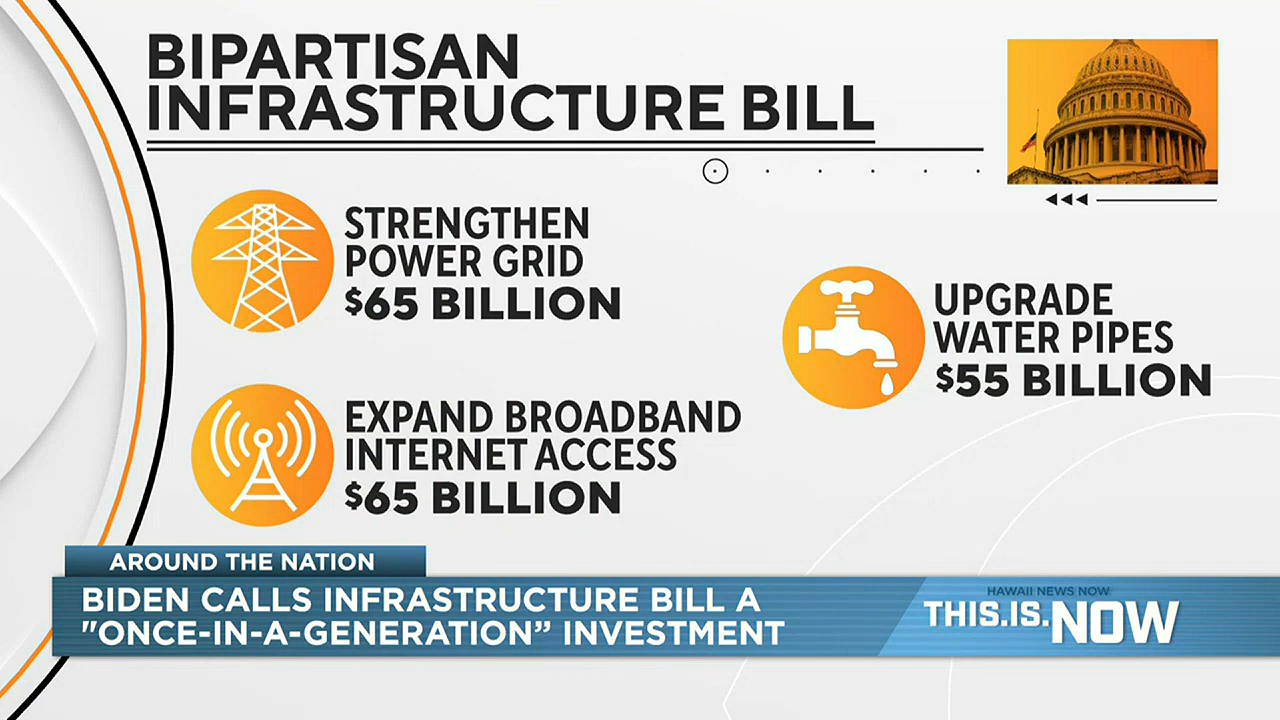 BIPARTISAN
INFRASTRUCTURE BILL
STRENGTHEN
POWER GRID
$65 BILLION
EXPAND BROADBAND
INTERNET ACCESS
$65 BILLION
UPGRADE
WATER PIPES
$55 BILLION
AROUND THE NATION
BIDEN CALLS INFRASTRUCTURE BILL A
"ONCE-IN-A-GENERATION” INVESTMENT
HAWAII NEWS NOW
THIS.IS.NOW